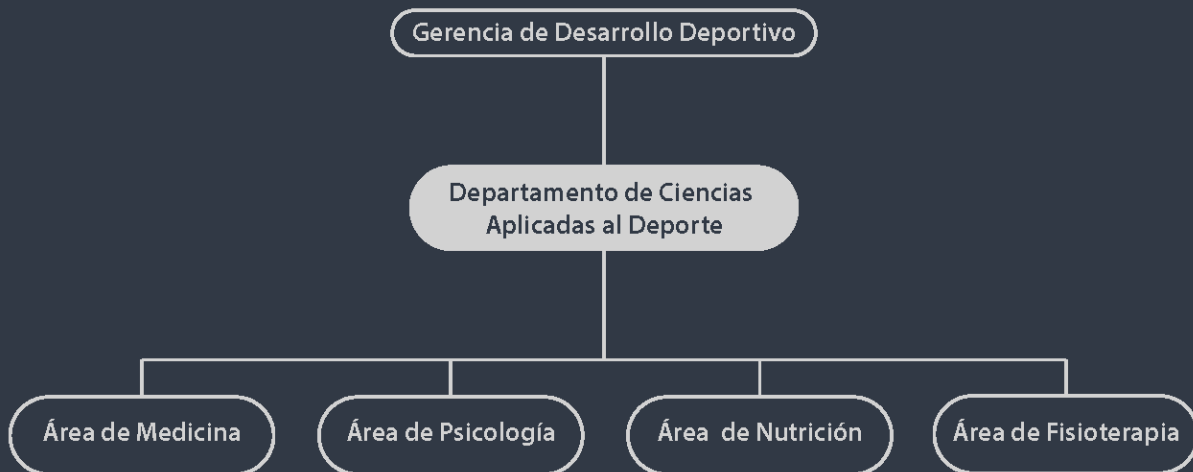 Gerencia de Desarrollo Deportivo
Departamento de Ciencias
Aplicadas al Deporte
Área de Medicina
Área de Psicología
Área de Nutrición
Área de Fisioterapia